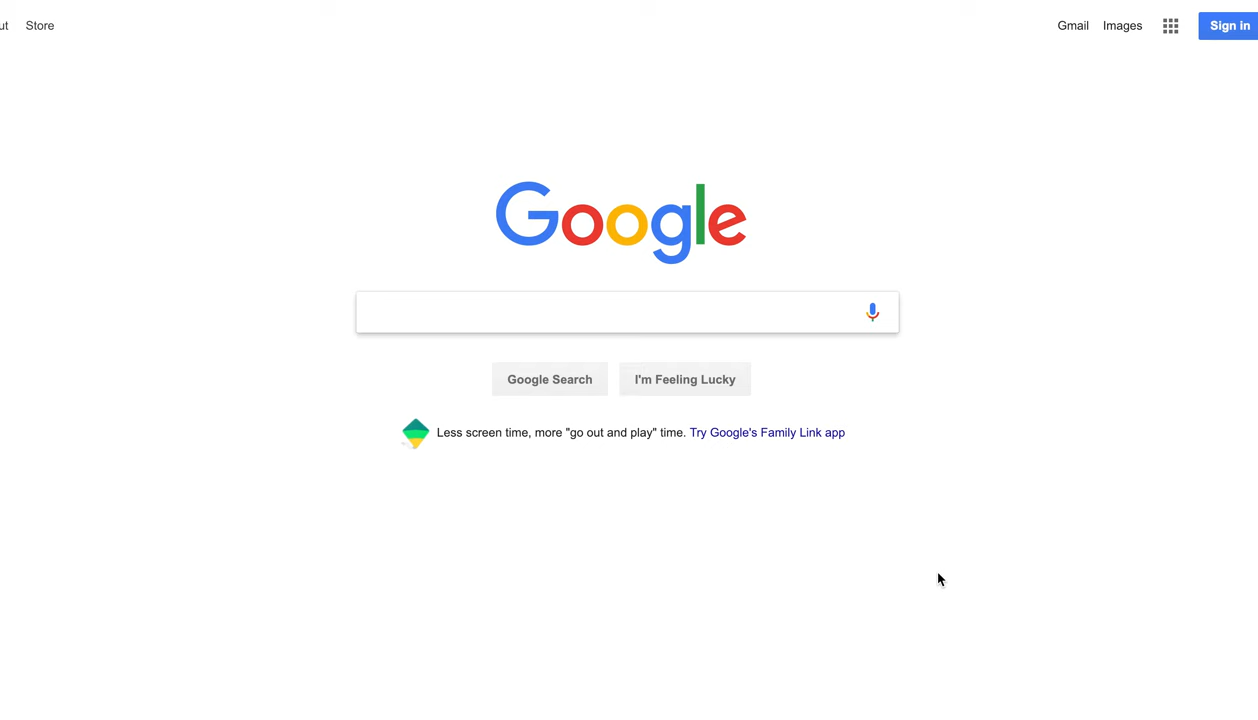 ut Store Gmail Images Sign in
Google
Google Search I'm Feeling Lucky
Less screen time, more "go out and play" time. Try Google's Family Link app